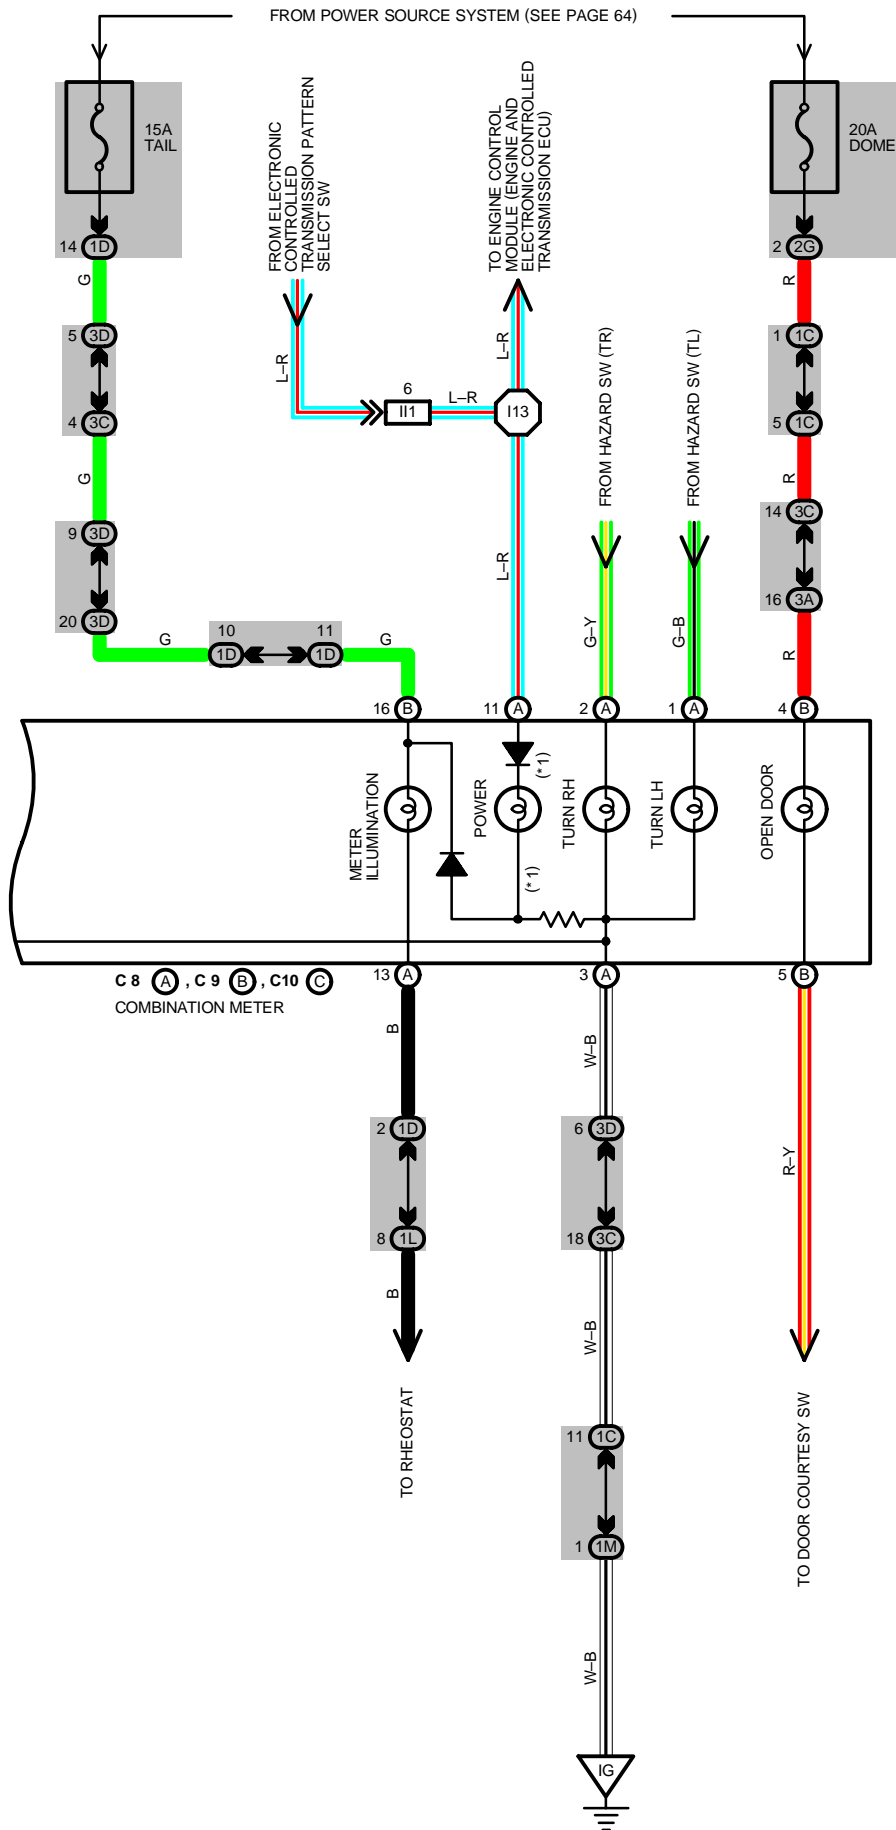 FROM POWER SOURCE SYSTEM (SEE PAGE 64)
15A
TAIL
20A
DOME
FROM ELECTRONIC
CONTROLLED
TRANSMISSION PATTERN
SELECT SW
TO ENGINE CONTROL
MODULE (ENGINE AND
ELECTRONIC CONTROLLED
TRANSMISSION ECU)
14 1D
2 2G
G
R
5 3D
1 1C
L–R
L–R
6
II1
L–R
I13
4 3C
5 1C
FROM HAZARD SW (TR)
FROM HAZARD SW (TL)
G
R
14 3C
9 3D
L–R
16 3A
20 3D
G
10
1D
11
1D
G
G–Y
G–B
R
16 B
11 A
2 A
1 A
4 B
METER
ILLUMINATION
POWER
(* 1)
(* 1)
TURN RH
TURN LH
OPEN DOOR
C 8 A , C 9 B , C10 C
COMBINATION METER
13 A
3 A
5 B
B
W–B
R–Y
2 1D
6 3D
8 1L
18 3C
B
W–B
TO RHEOSTAT
TO DOOR COURTESY SW
11 1C
1 1M
W–B
IG